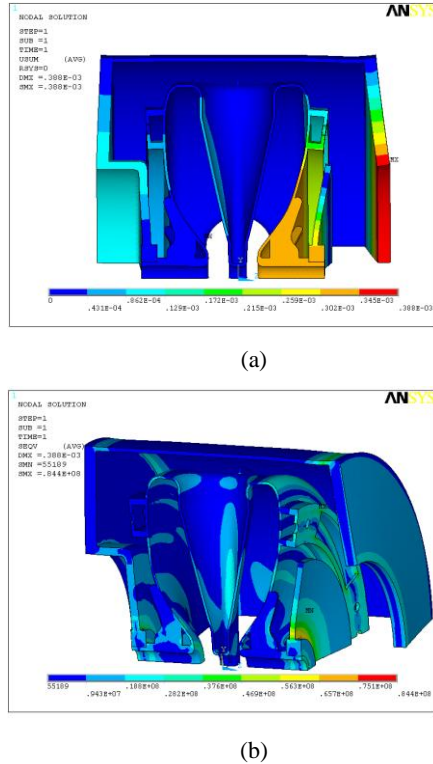 1
NODAL SOLUTION
ANSYS
STEP=1
SUB =1
TIME=1
USUM (AVG)
RSYS=0
DMX =.388E-03
SMX =.388E-03
MX
0 .862E-04 .172E-03 .259E-03 .345E-03
.431E-04 .129E-03 .215E-03 .302E-03 .388E-03
(a)
1
NODAL SOLUTION
ANSYS
STEP=1
SUB =1
TIME=1
SEQV (AVG)
DMX =.388E-03
SMN =55189
SMX =.844E+08
MN
55189 .188E+08 .376E+08 .563E+08 .751E+08
.943E+07 .282E+08 .469E+08 .657E+08 .844E+08
(b)